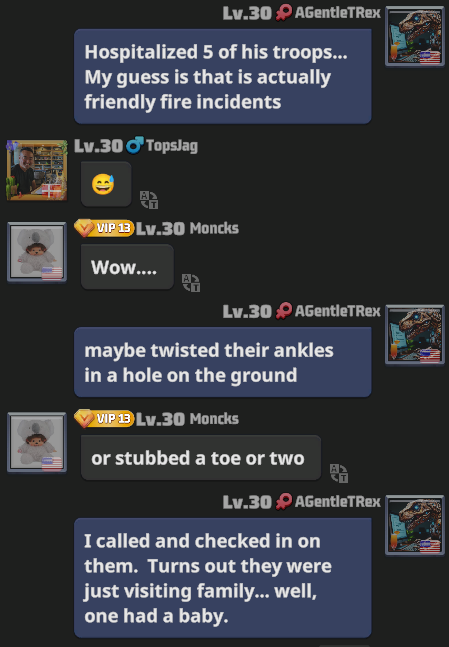 Lv.30 AGentleTRex
Hospitalized 5 of his troops...
My guess is that is actually
friendly fire incidents
Lv.30 TopsJag
VIP 13 Lv.30 Moncks
Wow....
Lv.30 AGentleTRex
maybe twisted their ankles
in a hole on the ground
VIP 13 Lv.30 Moncks
or stubbed a toe or two
Lv.30 AGentleTRex
I called and checked in on
them.  Turns out they were
just visiting family... well,
one had a baby.